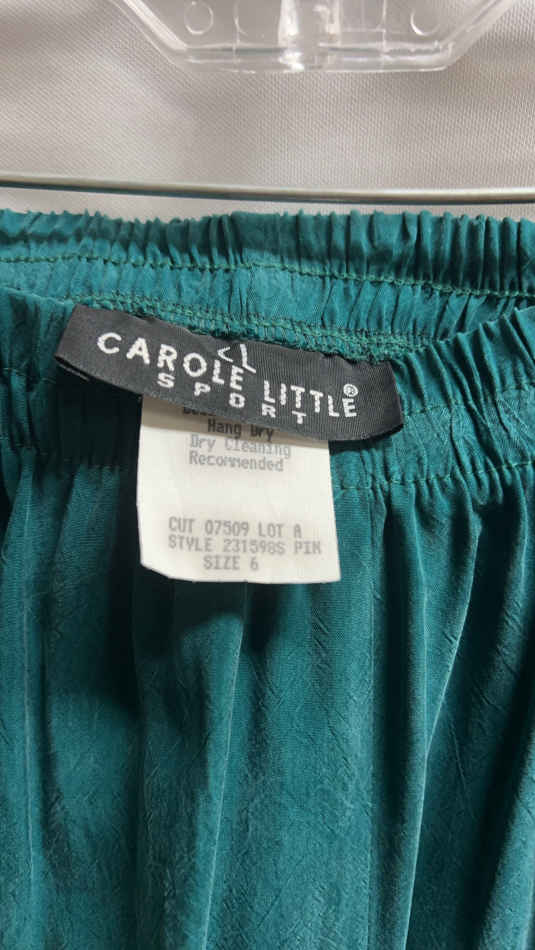 CL
CAROLE LITTLE®
SPORT
Hang Dry
Dry Cleaning
Recommended
CUT 07509 LOT A
STYLE 231598S PIK
SIZE 6